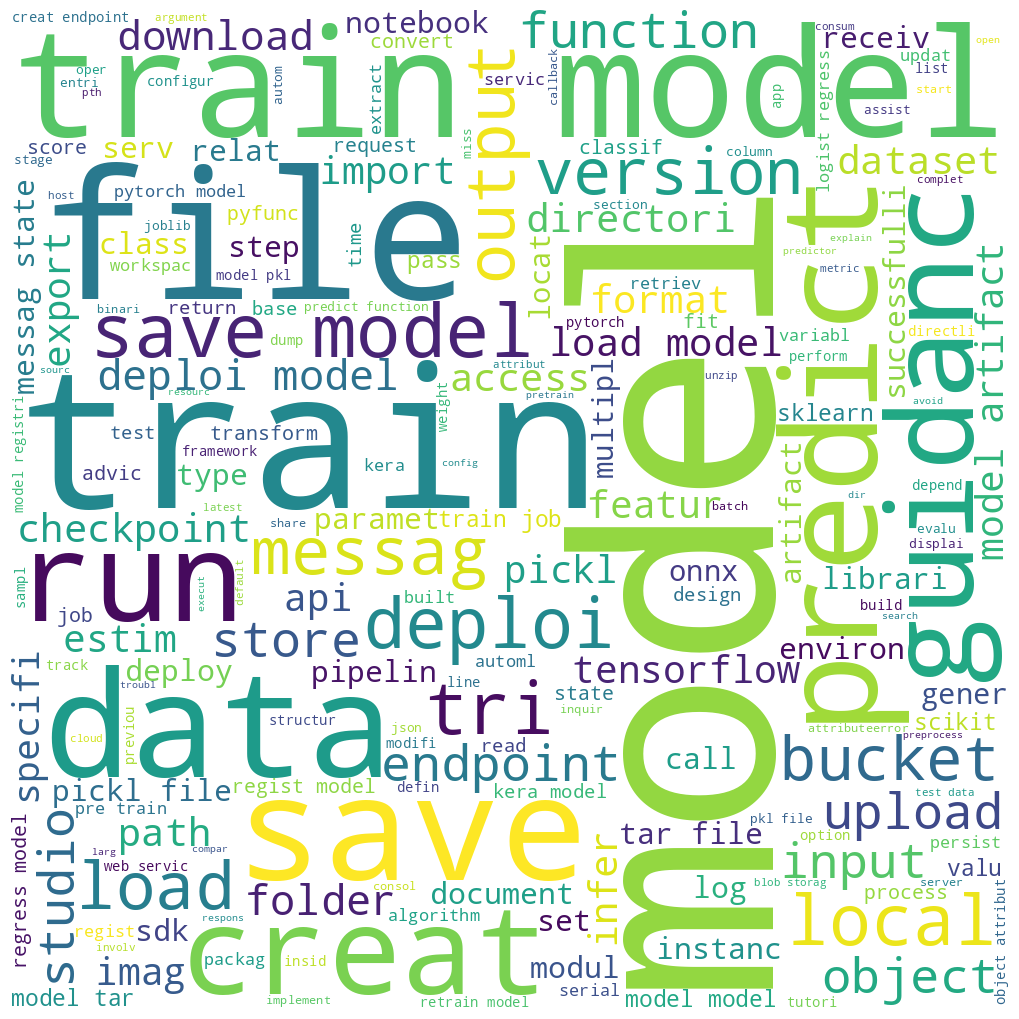 creat endpoint
argument
download
notebook
function
consum
receiv
open
train
model
oper
entri
pth
configur
autom
convert
extract
servic
callback
app
logist regress
updat
list
start
assist
output
miss
score
serv
relat
request
import
classif
column
version
dataset
stage
host
pytorch model
joblib
pyfunc
file
class
step
workspac
model pkl
time
pass
section
directori
complet
messag state
export
locat
retriev
format
predictor
explain
metric
successfulli
guidanc
binari
return
base
predict function
dump
save model
load model
pytorch
fit
variabl
perform
directli
sourc
deploi model
resourc
access
attribut
pretrain
weight
multipl
unzip
model
predict
avoid
model artifact
model registri
train
test
transform
framework
advic
type
kera
config
sklearn
artifact
latest
checkpoint
share
paramet
train job
featur
batch
dir
depend
evalu
displai
run
messag
pickl
onnx
design
librari
sampl
execut
default
job
api
built
deploi
build
search
estim
store
environ
track
deploy
pipelin
automl
tensorflow
specifi
troubl
line
tri
state
inquir
gener
data
structur
json
modifi
read
call
attributeerror
scikit
preprocess
cloud
previou
endpoint
bucket
pickl file
regist model
defin
kera model
test data
pre train
save
upload
studio
path
infer
tar file
option
persist
regress model
larg
web servic
compar
load
folder
consol
document
log
blob storag
input
process
server
valu
regist
sdk
respons
algorithm
set
local
involv
creat
packag
insid
instanc
imag
modul
object
object attribut
model tar
implement
retrain model
serial
model model
tutori